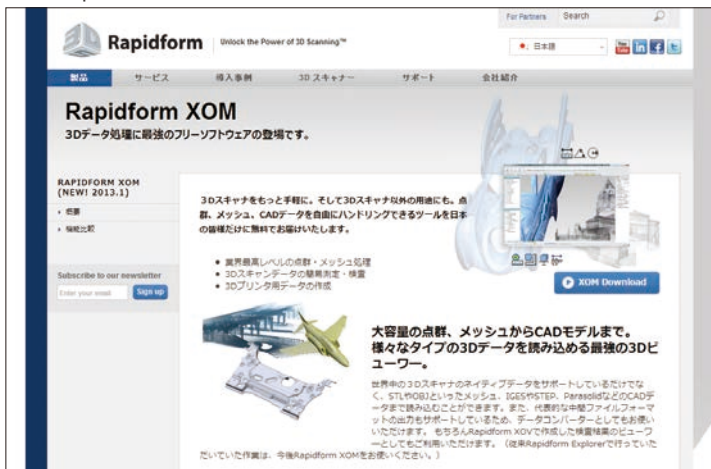 For Partners Search
Rapidform Unlock the Power of 3D Scanning™
日本語
製品 サービス 導入事例 3D スキャナー サポート 会社紹介
Rapidform XOM
3Dデータ処理に最強のフリーソフトウェアの登場です。
RAPIDFORM XOM
(NEW! 2013.1)
概要
機能比較
Subscribe to our newsletter
Enter your email Sign up
3Dスキャナをもっと手軽に。そして3Dスキャナ以外の用途にも。点
群、メッシュ、CADデータを自由にハンドリングできるツールを日本
の皆様だけに無料でお届けいたします。
業界最高レベルの点群・メッシュ処理
3Dスキャンデータの簡易測定・検査
3Dプリンタ用データの作成
XOM Download
大容量の点群、メッシュからCADモデルまで。
様々なタイプの3Dデータを読み込める最強の3Dビ
ューワー。
世界中の3Dスキャナのネイティブデータをサポートしているだけでな
く、STLやOBJといったメッシュ、IGESやSTEP、ParasolidなどのCADデ
ータまで読み込むことができます。また、代表的な中間ファイルフォーマ
ットの出力もサポートしているため、データコンバーターとしてもお使い
いただけます。 もちろんRapidform XOVで作成した検査結果のビューワ
ーとしてもご利用いただけます。（従来Rapidform Explorerで行っていた
だいていた作業は、今後Rapidform XOMをお使いください。）